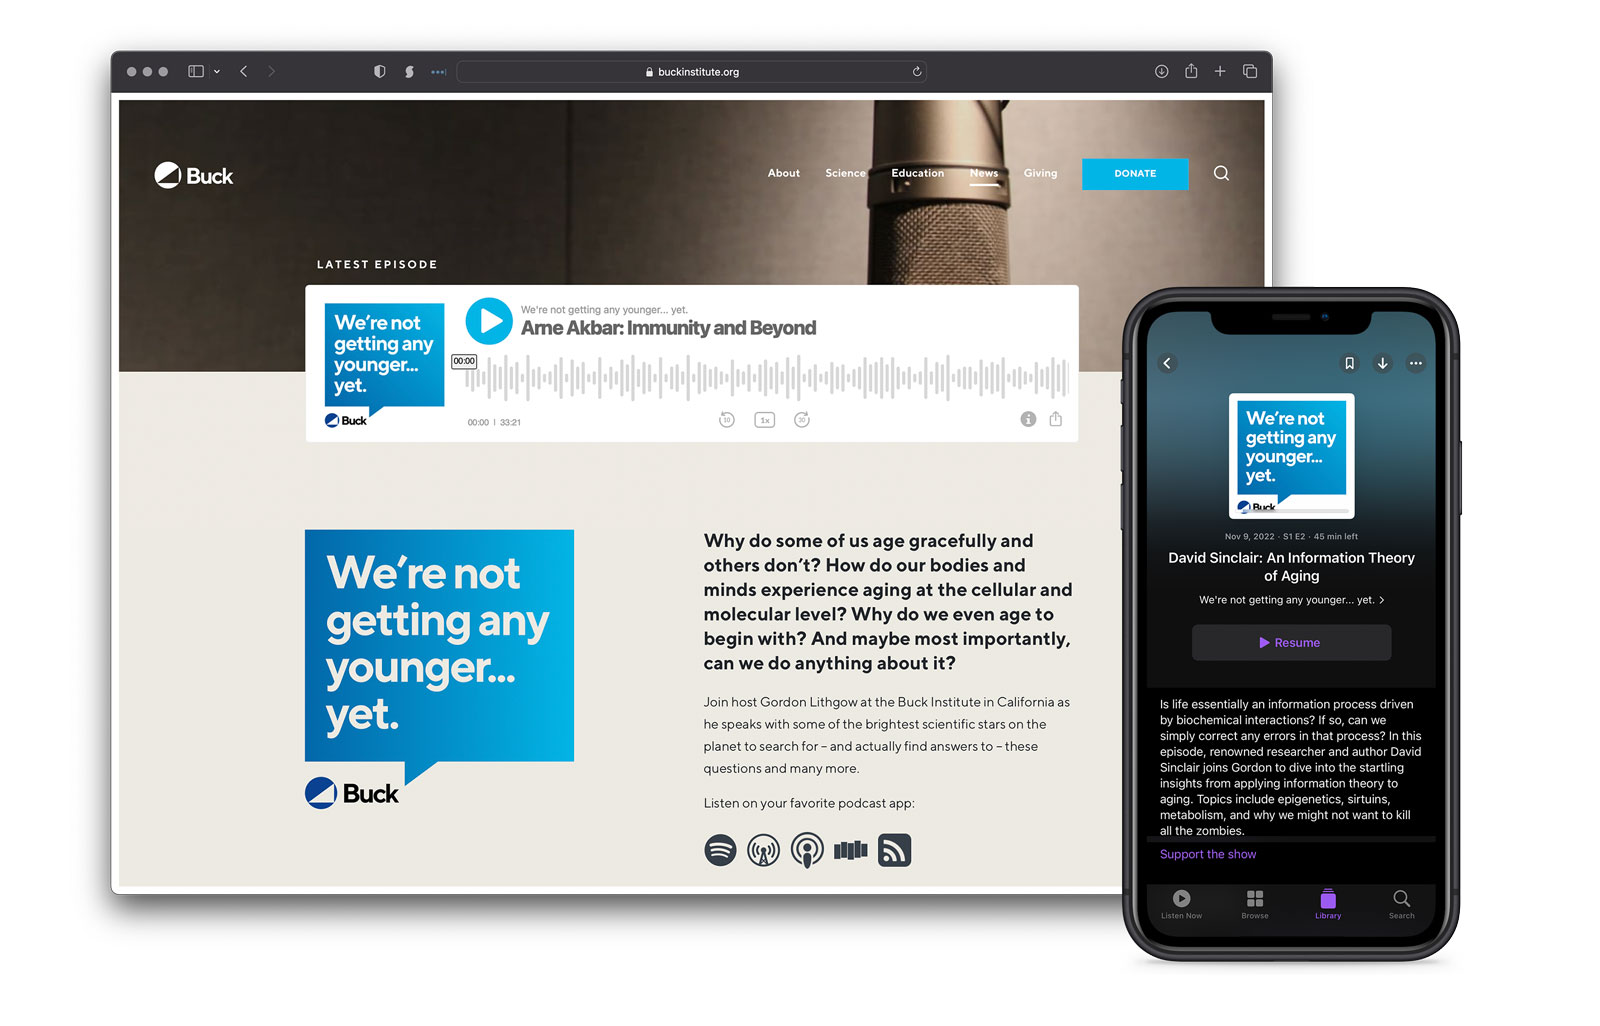 buckinstitute.org
Buck
About Science Education News Giving DONATE
LATEST EPISODE
We're not
getting any
younger...
yet.
Buck
We're not getting any younger... yet.
Arne Akbar: Immunity and Beyond
00:00
00:00 | 33:21
10
1x
30
We're not
getting any
younger...
yet.
Buck
Why do some of us age gracefully and
others don't? How do our bodies and
minds experience aging at the cellular and
molecular level? Why do we even age to
begin with? And maybe most importantly,
can we do anything about it?
Join host Gordon Lithgow at the Buck Institute in California as
he speaks with some of the brightest scientific stars on the
planet to search for – and actually find answers to – these
questions and many more.
Listen on your favorite podcast app:
We're not
getting any
younger...
yet.
Buck
Nov 9, 2022 · S1 E2 · 45 min left
David Sinclair: An Information Theory
of Aging
We're not getting any younger... yet. >
Resume
Is life essentially an information process driven
by biochemical interactions? If so, can we
simply correct any errors in that process? In this
episode, renowned researcher and author David
Sinclair joins Gordon to dive into the startling
insights from applying information theory to
aging. Topics include epigenetics, sirtuins,
metabolism, and why we might not want to kill
all the zombies.
Support the show
Listen Now Browse Library Search